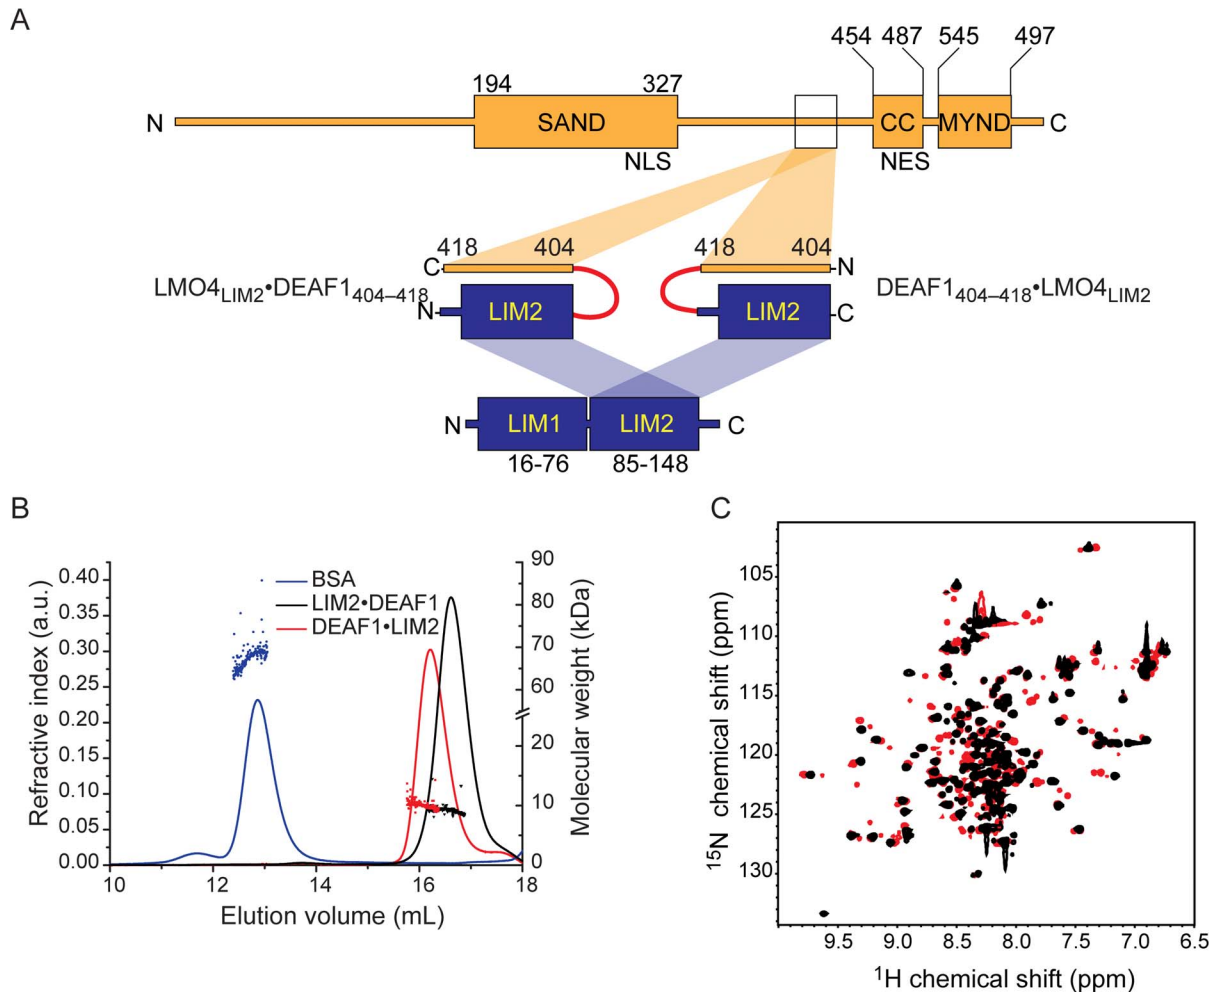 A
454 487 545 497
194 327
N SAND CC MYND C
NLS NES
418 404 418 404
C N
LMO4LIM2•DEAF1404–418 DEAF1404–418•LMO4LIM2
N LIM2 LIM2 C
N LIM1 LIM2 C
16-76 85-148
B
Refractive index (a.u.)
0.40
0.35
0.30
0.25
0.20
0.15
0.10
0.05
0.00
BSA
LIM2•DEAF1
DEAF1•LIM2
90
80
70
60
20
10
0
Molecular weight (kDa)
10 12 14 16 18
Elution volume (mL)
C
15N chemical shift (ppm)
105
110
115
120
125
130
9.5 9.0 8.5 8.0 7.5 7.0 6.5
1H chemical shift (ppm)